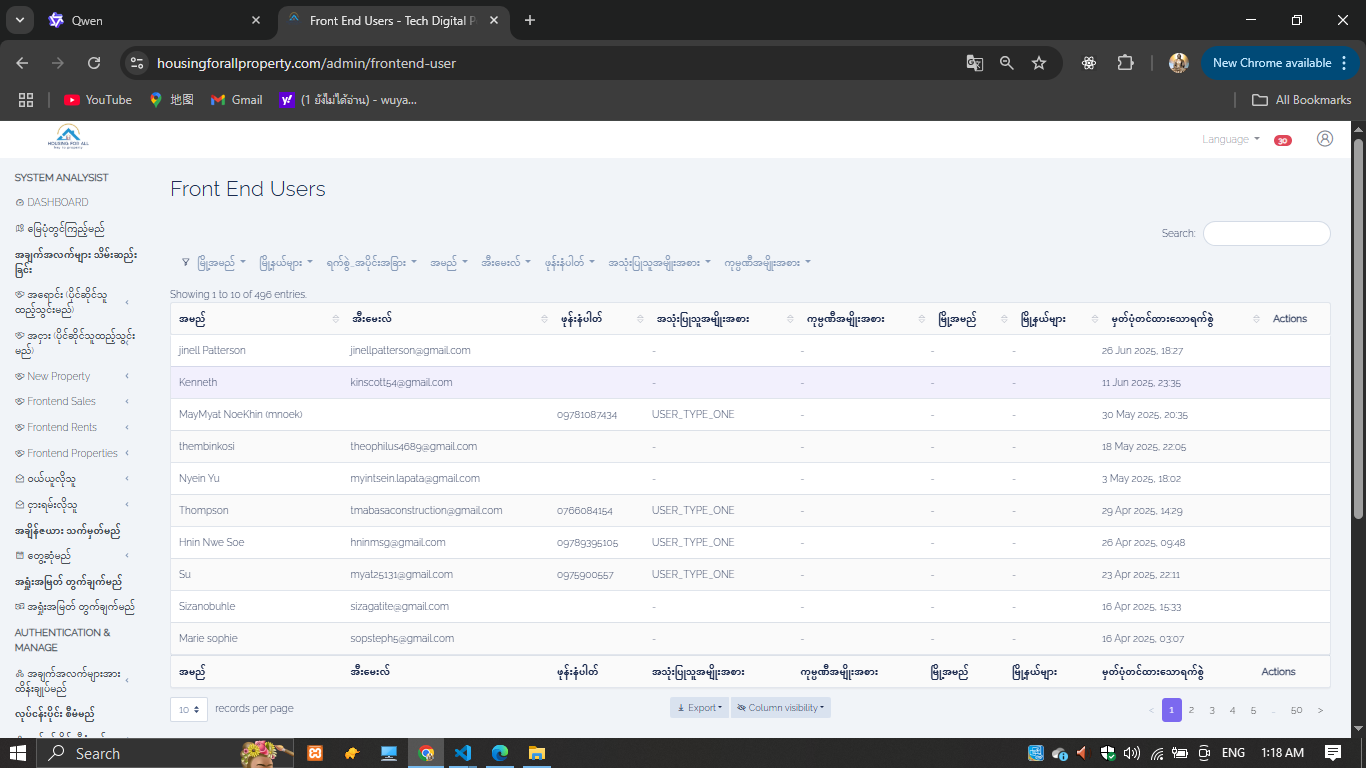 Qwen
Front End Users - Tech Digital P
housingforallproperty.com/admin/frontend-user
New Chrome available
YouTube
地图
Gmail
(1 ยังไม่ได้อ่าน) - wuya...
All Bookmarks
HOUSING FOR ALL
Language
30
SYSTEM ANALYSIST
DASHBOARD
မြေပုံတွင်ကြည့်မည်
အချက်အလက်များ သိမ်းဆည်းခြင်း
အရောင်း (ပိုင်ဆိုင်သူ
ထည့်သွင်းမည်)
အငှား (ပိုင်ဆိုင်သူထည့်သွင်း
မည်)
New Property
Frontend Sales
Frontend Rents
Frontend Properties
ဝယ်ယူလိုသူ
ငှားရမ်းလိုသူ
အချိန်ဇယား သက်မှတ်မည်
တွေ့ဆုံမည်
အရှုံးအမြတ် တွက်ချက်မည်
အရှုံးအမြတ် တွက်ချက်မည်
AUTHENTICATION &
MANAGE
အချက်အလက်များအား
ထိန်းချုပ်မည်
လုပ်ငန်းပိုင်း စီမံမည်
Front End Users
Search:
မြို့အမည် မြို့နယ်များ ရက်စွဲ_အပိုင်းအခြား အမည် အီးမေးလ် ဖုန်းနံပါတ် အသုံးပြုသူအမျိုးအစား ကုမ္ပဏီအမျိုးအစား
Showing 1 to 10 of 496 entries.
အမည် အီးမေးလ် ဖုန်းနံပါတ် အသုံးပြုသူအမျိုးအစား ကုမ္ပဏီအမျိုးအစား မြို့အမည် မြို့နယ်များ မှတ်ပုံတင်ထားသောရက်စွဲ Actions
jinell Patterson jinellpatterson@gmail.com - - - - 26 Jun 2025, 18:27
Kenneth kinscott54@gmail.com - - - - 11 Jun 2025, 23:35
MayMyat NoeKhin (mnoek) 09781087434 USER_TYPE_ONE - - - 30 May 2025, 20:35
thembinkosi theophilus4689@gmail.com - - - - 18 May 2025, 22:05
Nyein Yu myintsein.lapata@gmail.com - - - - 3 May 2025, 18:02
Thompson tmabasaconstruction@gmail.com 0766084154 USER_TYPE_ONE - - - 29 Apr 2025, 14:29
Hnin Nwe Soe hninmsg@gmail.com 09789395105 USER_TYPE_ONE - - - 26 Apr 2025, 09:48
Su myat25131@gmail.com 0975900557 USER_TYPE_ONE - - - 23 Apr 2025, 22:11
Sizanobuhle sizagatite@gmail.com - - - - 16 Apr 2025, 15:33
Marie sophie sopsteph5@gmail.com - - - - 16 Apr 2025, 03:07
အမည် အီးမေးလ် ဖုန်းနံပါတ် အသုံးပြုသူအမျိုးအစား ကုမ္ပဏီအမျိုးအစား မြို့အမည် မြို့နယ်များ မှတ်ပုံတင်ထားသောရက်စွဲ Actions
10 records per page
Export Column visibility
< 1 2 3 4 5 ... 50 >
Search
ENG 1:18 AM